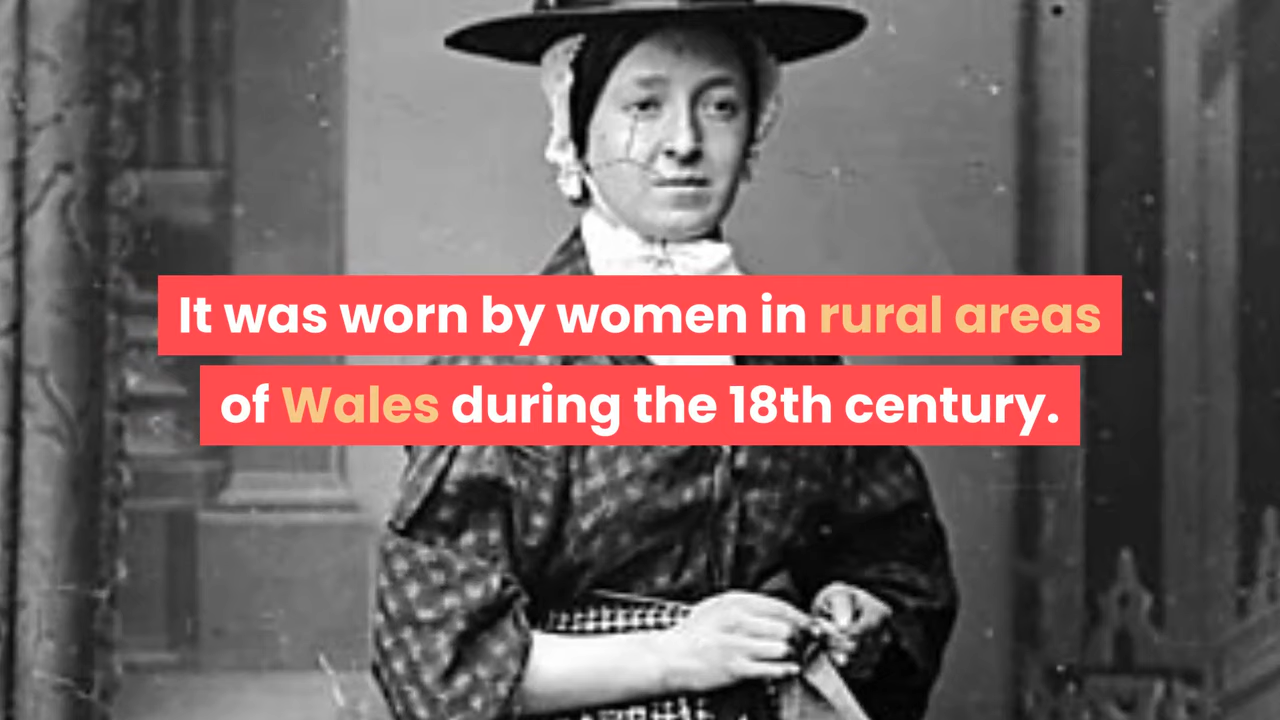 It was worn by women in rural areas
of Wales during the 18th century.